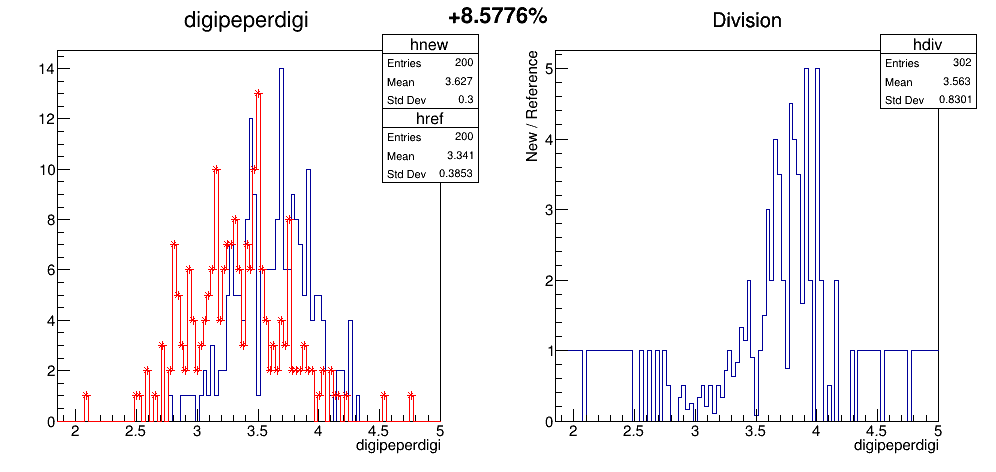 +8.5776%
digipeperdigi
hnew
Entries 200
Mean 3.627
Std Dev 0.3
href
Entries 200
Mean 3.341
Std Dev 0.3853
14
12
10
8
6
4
2
0
2 2.5 3 3.5 4 4.5 5
digipeperdigi
Division
hdiv
Entries 302
Mean 3.563
Std Dev 0.8301
New / Reference
5
4
3
2
1
0
2 2.5 3 3.5 4 4.5 5
digipeperdigi